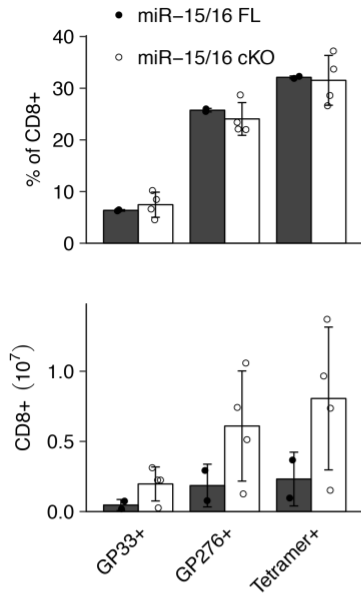 miR−15/16 FL
miR−15/16 cKO
% of CD8+
40
30
20
10
0
CD8+ (10⁷)
1.0
0.5
0.0
GP33+
GP276+
Tetramer+